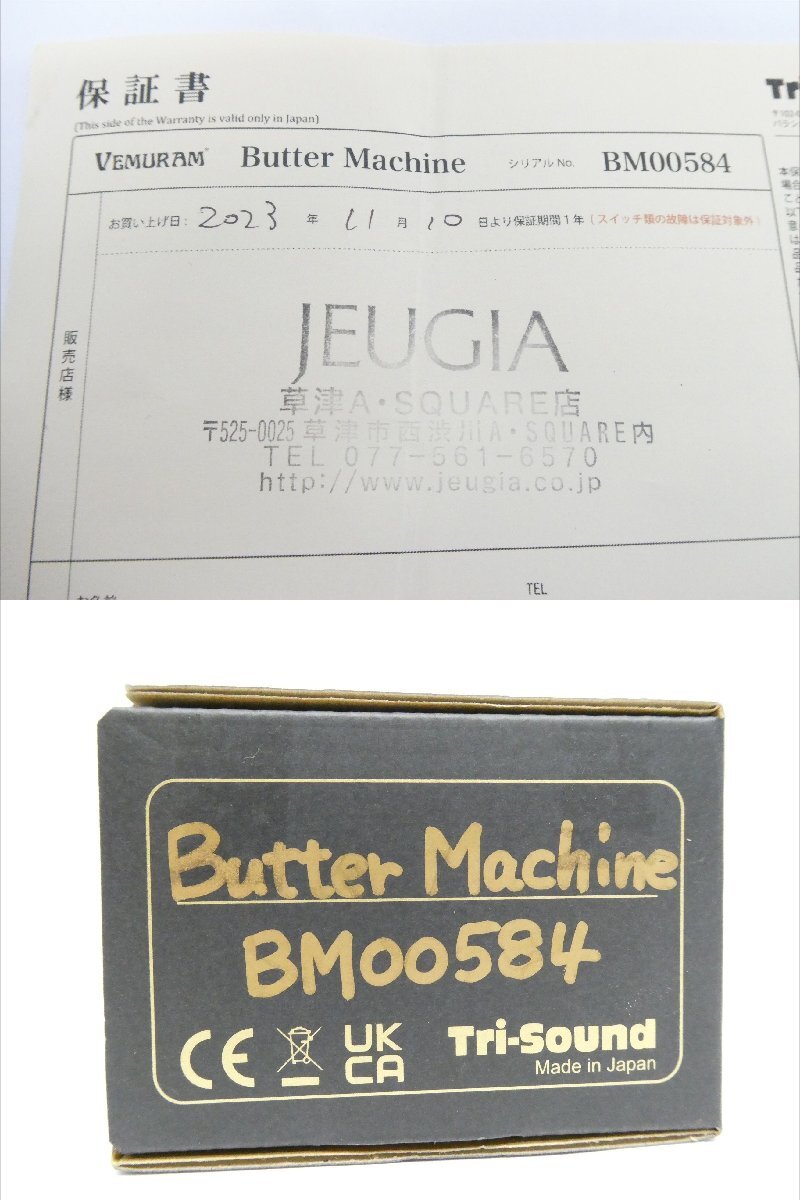 保証書
(This side of the Warranty is valid only in Japan)
VEMURAM Butter Machine シリアルNo. BM00584
お買い上げ日: 2023 年 11 月 10 日より保証期間1年 (スイッチ類の故障は保証対象外)
販売店様
JEUGIA
草津A・SQUARE店
〒525-0025 草津市西渋川A・SQUARE内
TEL 077-561-6570
http://www.jeugia.co.jp
TEL
Butter Machine
BM00584
CE UK CA Tri-Sound
Made in Japan